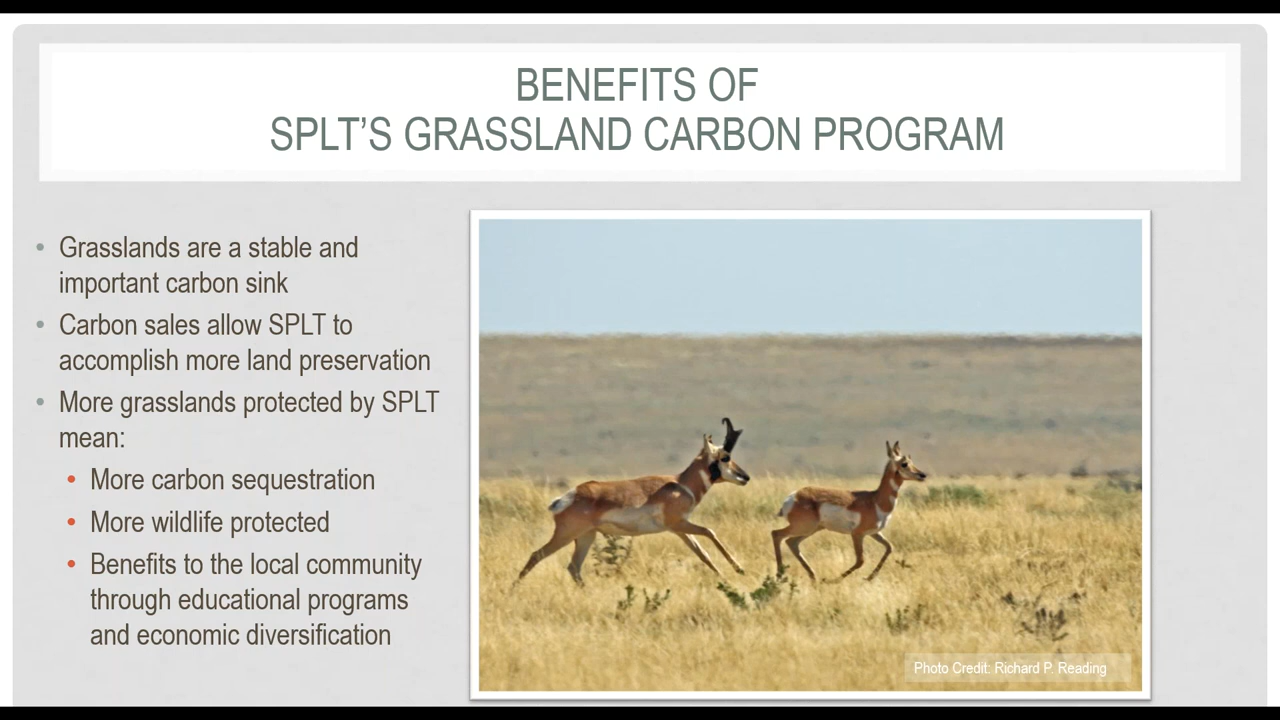 BENEFITS OF
SPLT’S GRASSLAND CARBON PROGRAM
• Grasslands are a stable and
important carbon sink
• Carbon sales allow SPLT to
accomplish more land preservation
• More grasslands protected by SPLT
mean:
• More carbon sequestration
• More wildlife protected
• Benefits to the local community
through educational programs
and economic diversification
Photo Credit: Richard P. Reading